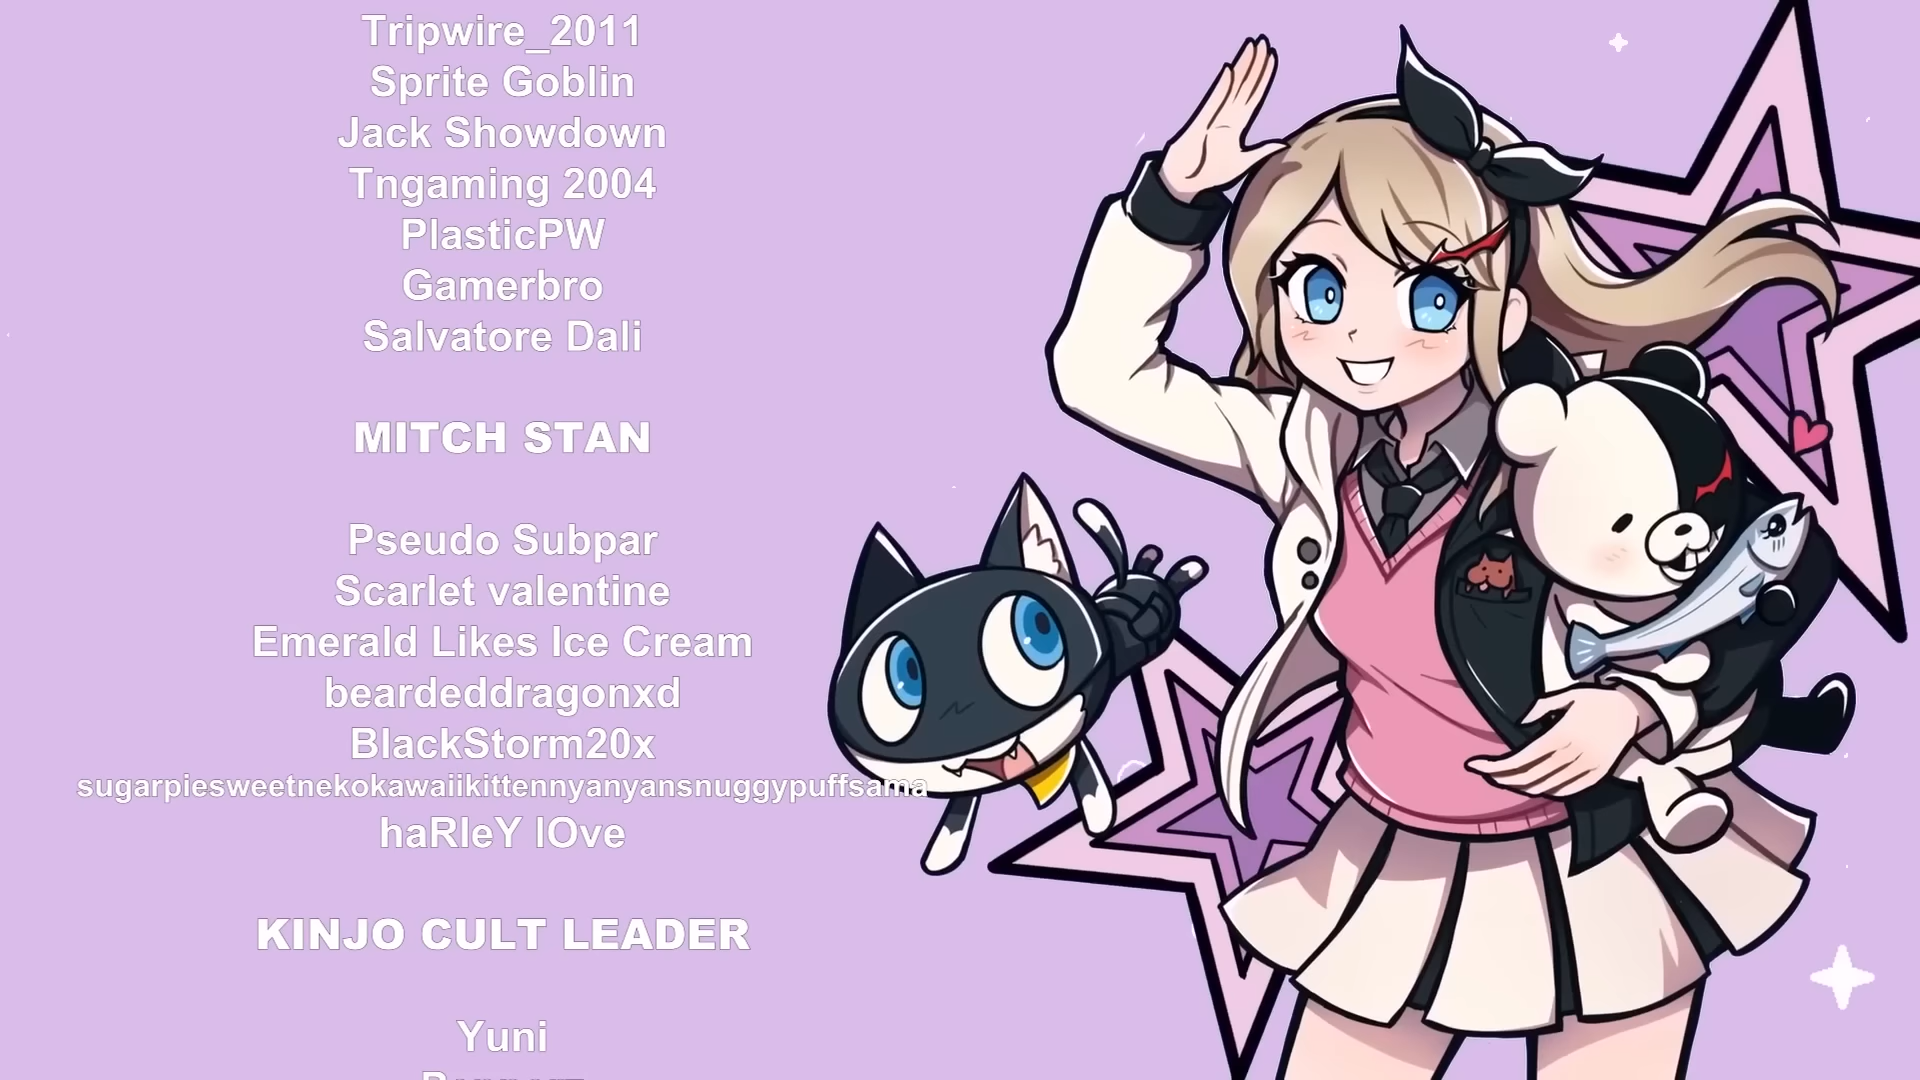 Tripwire_2011
Sprite Goblin
Jack Showdown
Tngaming 2004
PlasticPW
Gamerbro
Salvatore Dali
MITCH STAN
Pseudo Subpar
Scarlet valentine
Emerald Likes Ice Cream
beardeddragonxd
BlackStorm20x
sugarpiesweetnekokawaiikittennyanyansnuggypuffsama
haRleY lOve
KINJO CULT LEADER
Yuni